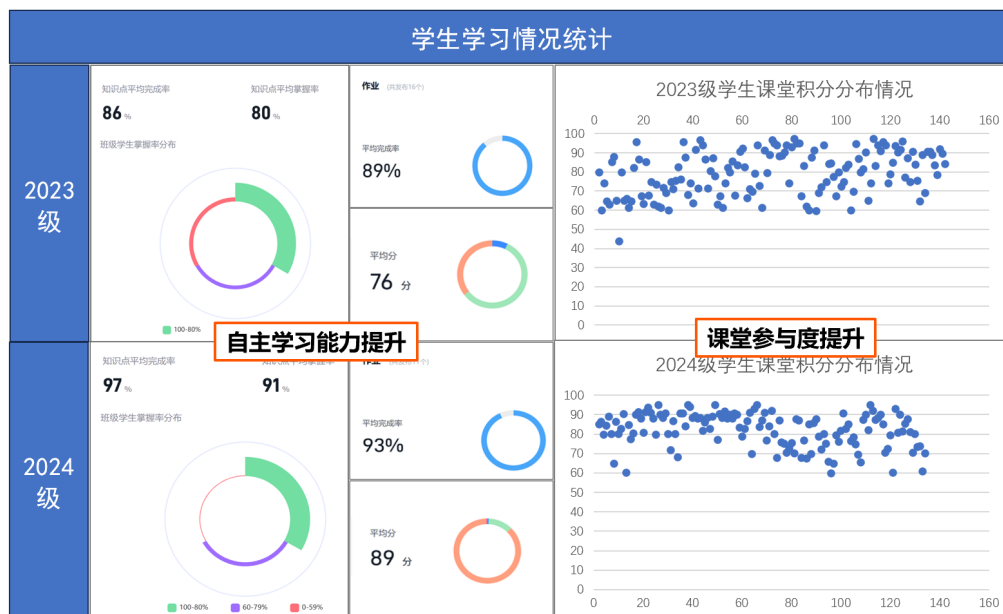 学生学习情况统计
2023
级
知识点平均完成率
86 %
知识点平均掌握率
80 %
班级学生掌握率分布
100-80%
作业
平均完成率
89%
平均分
76 分
2023级学生课堂积分分布情况
0 20 40 60 80 100 120 140 160
100
90
80
70
60
50
40
30
20
10
0
自主学习能力提升
课堂参与度提升
2024
级
知识点平均完成率
97 %
91 %
班级学生掌握率分布
100-80% 60-79% 0-59%
平均完成率
93%
平均分
89 分
2024级学生课堂积分分布情况
100
90
80
70
60
50
40
30
20
10
0
0 20 40 60 80 100 120 140 160